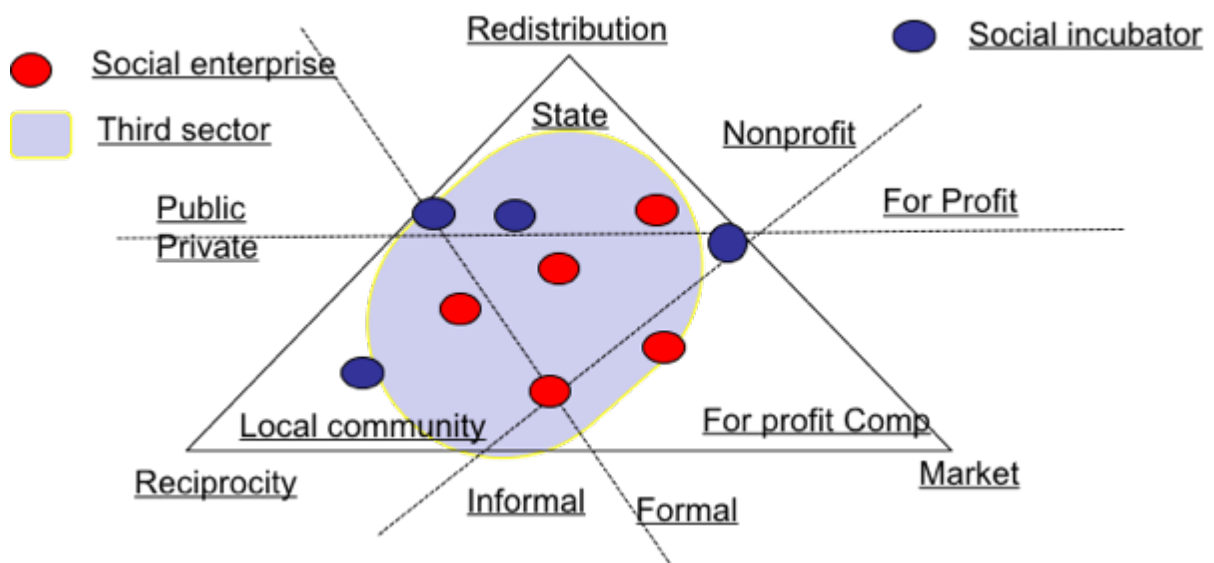 Redistribution
Social incubator
Social enterprise
State
Third sector
Nonprofit
For Profit
Public
Private
Local community
For profit Comp
Reciprocity
Market
Informal
Formal